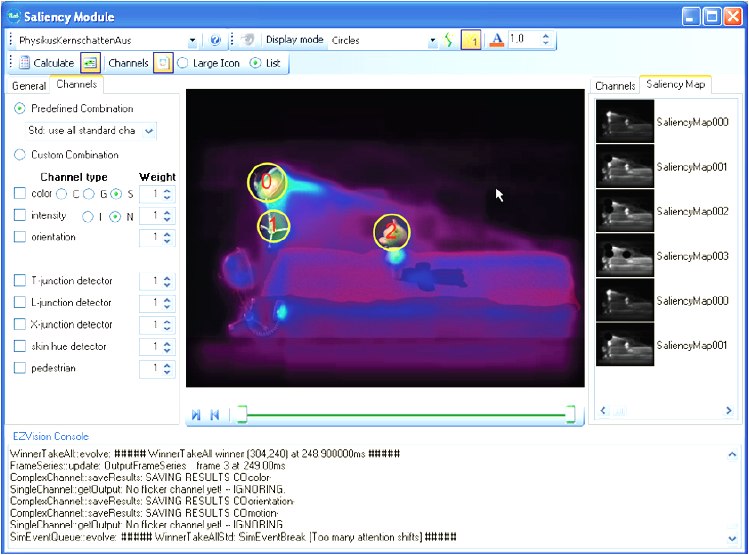 Saliency Module
PhysikusKernschattenAus Display mode Circles 1 A 1.0
Calculate Channels Large Icon List
General Channels
Predefined Combination
Std: use all standard cha
Custom Combination
Channel type Weight
color C G S 1
intensity I N 1
orientation 1
T-junction detector 1
L-junction detector 1
X-junction detector 1
skin hue detector 1
pedestrian 1
0
1
2
Channels Saliency Map
SaliencyMap000
SaliencyMap001
SaliencyMap002
SaliencyMap003
SaliencyMap000
SaliencyMap001
EZVision Console
WinnerTakeAll::evolve: ##### WinnerTakeAll winner (304,240) at 248.900000ms #####
FrameSeries::update: OutputFrameSeries frame 3 at 249.00ms
ComplexChannel::saveResults: SAVING RESULTS COcolor-
SingleChannel::getOutput: No flicker channel yet! -- IGNORING.
ComplexChannel::saveResults: SAVING RESULTS COorientation-
ComplexChannel::saveResults: SAVING RESULTS COmotion-
SingleChannel::getOutput: No flicker channel yet! -- IGNORING.
SimEventQueue::evolve: ##### WinnerTakeAllStd: SimEventBreak [Too many attention shifts] #####